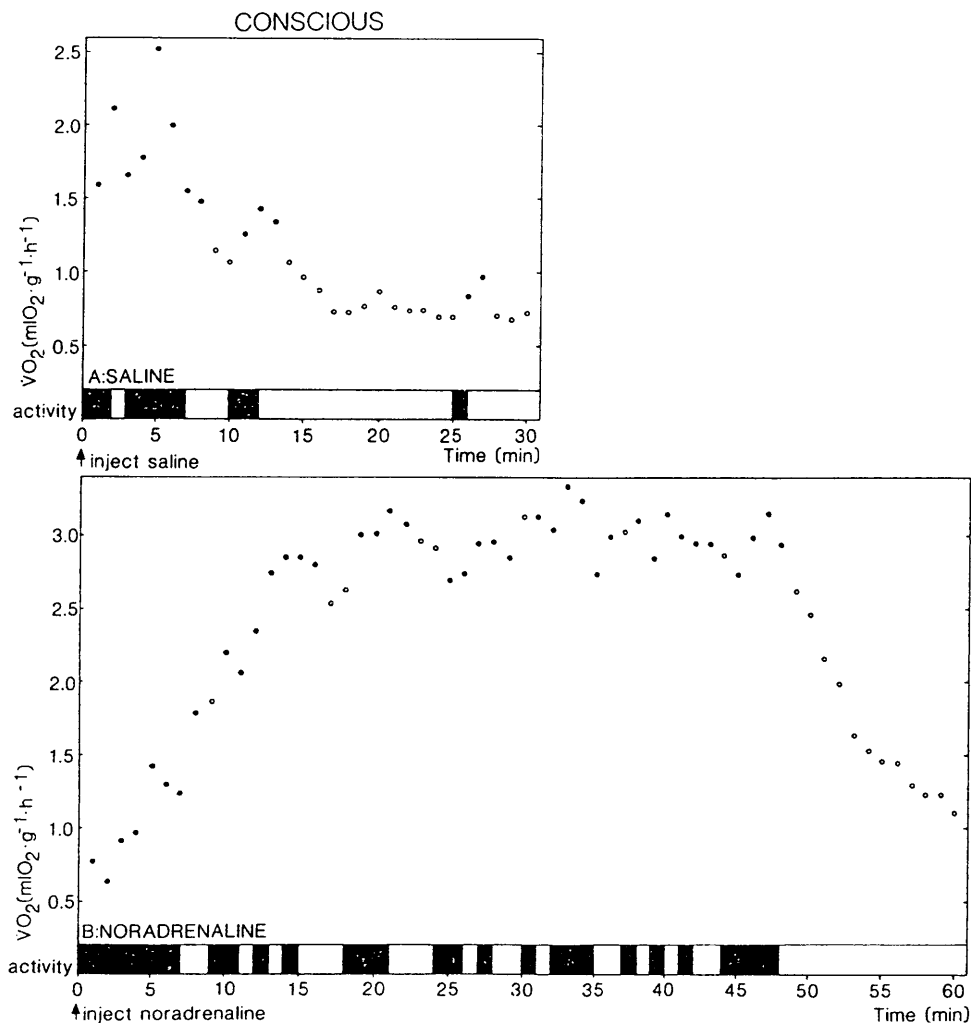 CONSCIOUS
2.5
2.0
1.5
1.0
0.5
V̇O2(mlO2·g-1·h-1)
A:SALINE
activity
0 5 10 15 20 25 30
inject saline Time (min)
3.0
2.5
2.0
1.5
1.0
0.5
V̇O2(mlO2·g-1·h-1)
B:NORADRENALINE
activity
0 5 10 15 20 25 30 35 40 45 50 55 60
inject noradrenaline Time (min)